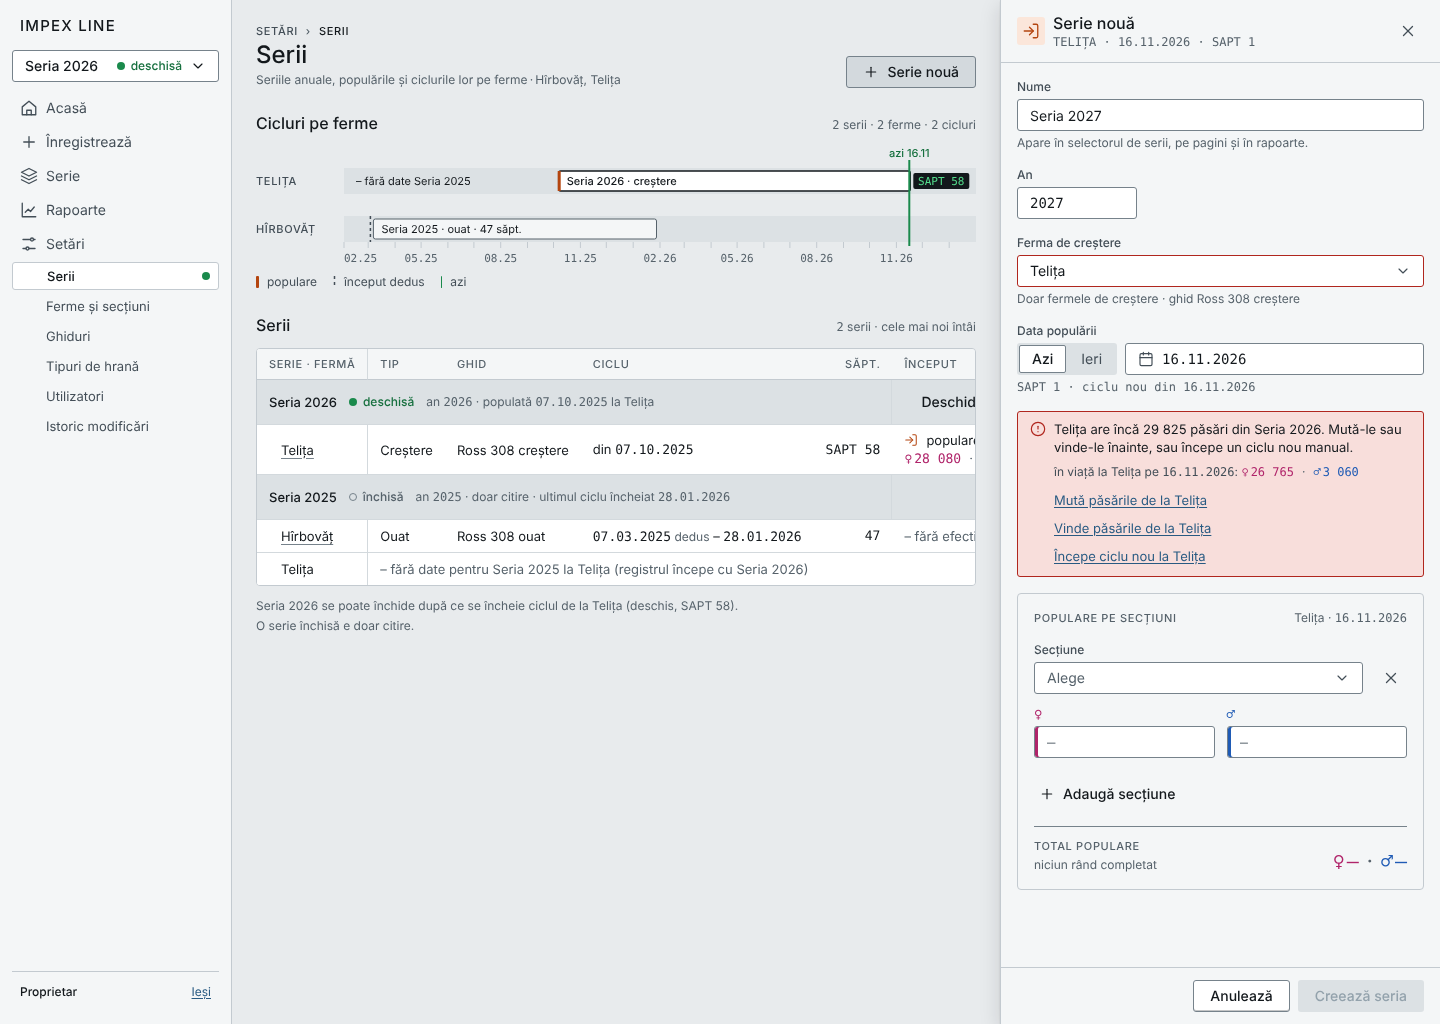 IMPEX LINE
Seria 2026
deschisă
Acasă
Înregistrează
Serie
Rapoarte
Setări
Serii
Ferme și secțiuni
Ghiduri
Tipuri de hrană
Utilizatori
Istoric modificări
Proprietar
Ieși
SETĂRI › SERII
Serii
Seriile anuale, populările și ciclurile lor pe ferme · Hîrbovăț, Telița
Serie nouă
Cicluri pe ferme
2 serii · 2 ferme · 2 cicluri
azi 16.11
TELIȚA
– fără date Seria 2025
Seria 2026 · creștere
SAPT 58
HÎRBOVĂȚ
Seria 2025 · ouat · 47 săpt.
02.25 05.25 08.25 11.25 02.26 05.26 08.26 11.26
populare
început dedus
azi
Serii
2 serii · cele mai noi întâi
SERIE · FERMĂ TIP GHID CICLU SĂPT. ÎNCEPUT
Seria 2026 deschisă an 2026 · populată 07.10.2025 la Telița Deschid
Telița Creștere Ross 308 creștere din 07.10.2025 SAPT 58 populare
♀28 080 ·
Seria 2025 închisă an 2025 · doar citire · ultimul ciclu încheiat 28.01.2026
Hîrbovăț Ouat Ross 308 ouat 07.03.2025 dedus – 28.01.2026 47 – fără efecti
Telița – fără date pentru Seria 2025 la Telița (registrul începe cu Seria 2026)
Seria 2026 se poate închide după ce se încheie ciclul de la Telița (deschis, SAPT 58).
O serie închisă e doar citire.
Serie nouă
TELIȚA · 16.11.2026 · SAPT 1
Nume
Seria 2027
Apare în selectorul de serii, pe pagini și în rapoarte.
An
2027
Ferma de creștere
Telița
Doar fermele de creștere · ghid Ross 308 creștere
Data populării
Azi
Ieri
16.11.2026
SAPT 1 · ciclu nou din 16.11.2026
Telița are încă 29 825 păsări din Seria 2026. Mută-le sau
vinde-le înainte, sau începe un ciclu nou manual.
în viață la Telița pe 16.11.2026: ♀26 765 · ♂3 060
Mută păsările de la Telița
Vinde păsările de la Telița
Începe ciclu nou la Telița
POPULARE PE SECȚIUNI
Telița · 16.11.2026
Secțiune
Alege
♀
♂
–
–
Adaugă secțiune
TOTAL POPULARE
niciun rând completat
♀– · ♂–
Anulează
Creează seria